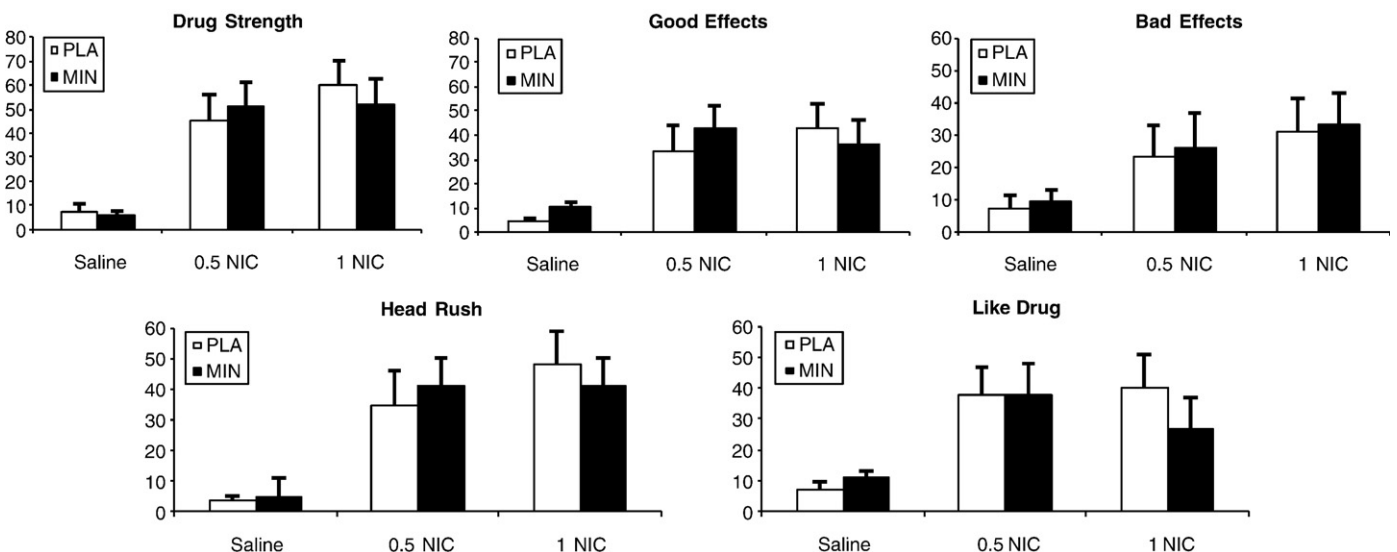 Drug Strength
80
70
60
50
40
30
20
10
0
PLA
MIN
Saline 0.5 NIC 1 NIC
Good Effects
80
70
60
50
40
30
20
10
0
PLA
MIN
Saline 0.5 NIC 1 NIC
Bad Effects
60
50
40
30
20
10
0
PLA
MIN
Saline 0.5 NIC 1 NIC
Head Rush
60
50
40
30
20
10
0
PLA
MIN
Saline 0.5 NIC 1 NIC
Like Drug
60
50
40
30
20
10
0
PLA
MIN
Saline 0.5 NIC 1 NIC